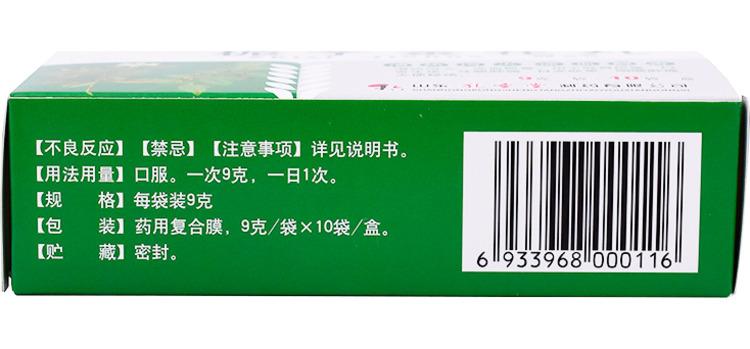 【不良反应】【禁忌】【注意事项】详见说明书。
【用法用量】口服。一次9克，一日1次。
【规　　格】每袋装9克
【包　　装】药用复合膜，9克/袋×10袋/盒。
【贮　　藏】密封。
6 933968 000116